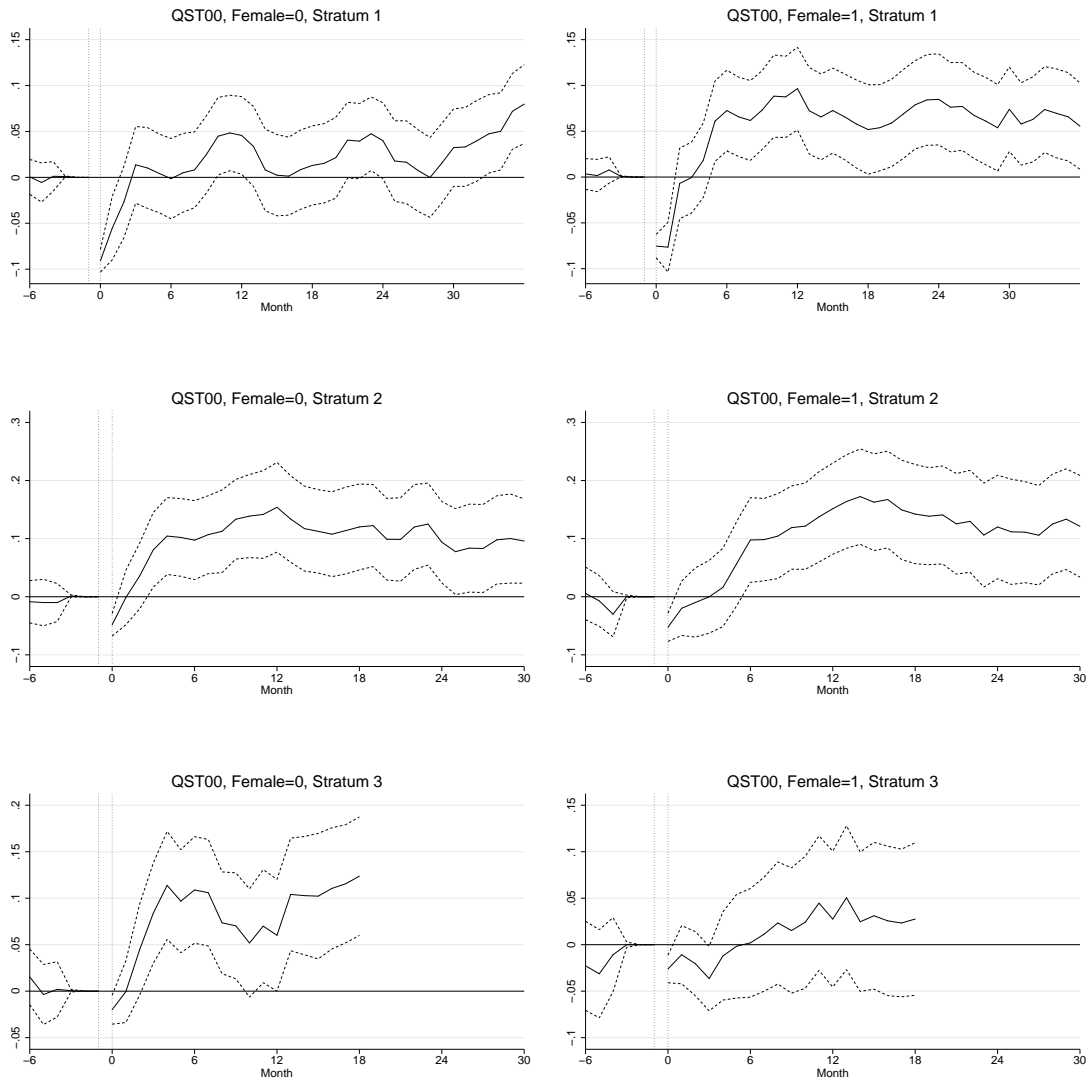 QST00, Female=0, Stratum 1
.15
.1
.05
0
−.05
−.1
−6 0 6 12 18 24 30
Month
QST00, Female=1, Stratum 1
.15
.1
.05
0
−.05
−.1
−6 0 6 12 18 24 30
Month
QST00, Female=0, Stratum 2
.3
.2
.1
0
−.1
−6 0 6 12 18 24 30
Month
QST00, Female=1, Stratum 2
.3
.2
.1
0
−.1
−6 0 6 12 18 24 30
Month
QST00, Female=0, Stratum 3
.2
.15
.1
.05
0
−.05
−6 0 6 12 18 24 30
Month
QST00, Female=1, Stratum 3
.15
.1
.05
0
−.05
−.1
−6 0 6 12 18 24 30
Month